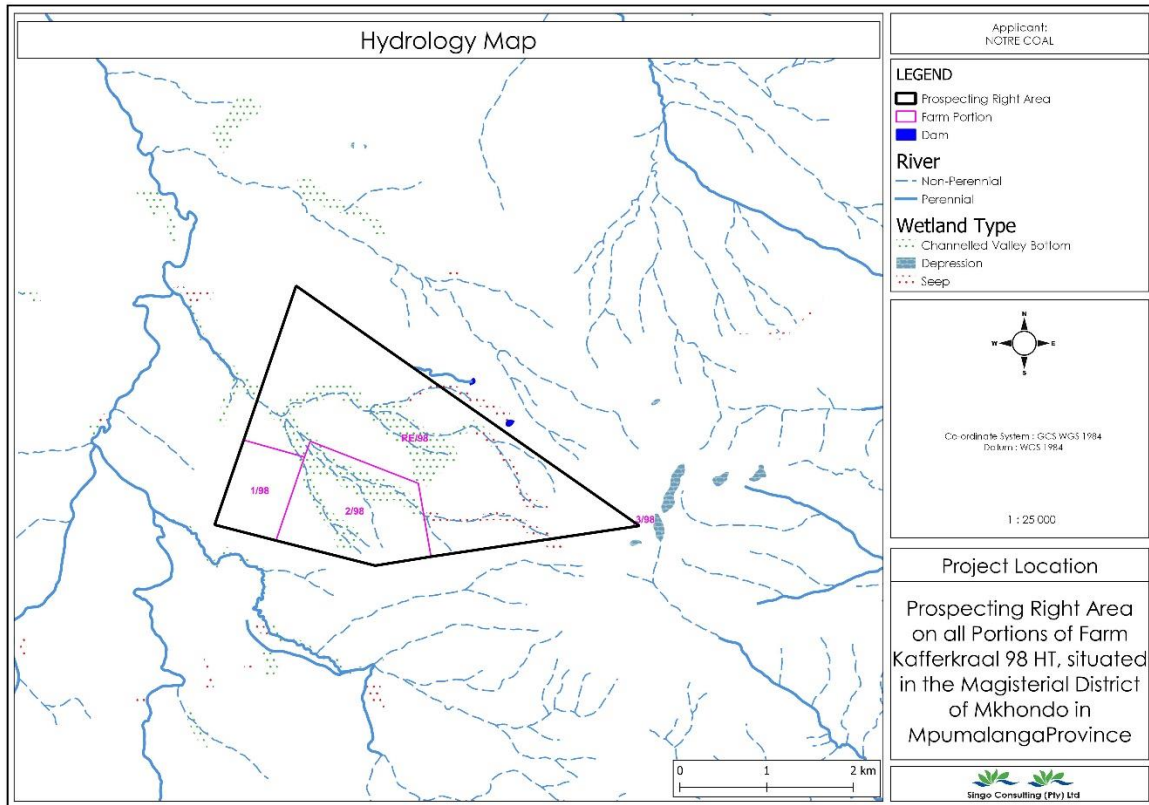 Hydrology Map
RE/98
1/98
2/98
3/98
0 1 2 km
Applicant:
NOTRE COAL
LEGEND
Prospecting Right Area
Farm Portion
Dam
River
Non-Perennial
Perennial
Wetland Type
Channelled Valley Bottom
Depression
Seep
N
W E
S
Co-ordinate System : GCS WGS 1984
Datum : WGS 1984
1 : 25 000
Project Location
Prospecting Right Area
on all Portions of Farm
Kafferkraal 98 HT, situated
in the Magisterial District
of Mkhondo in
MpumalangaProvince
Singo Consulting (Pty) Ltd